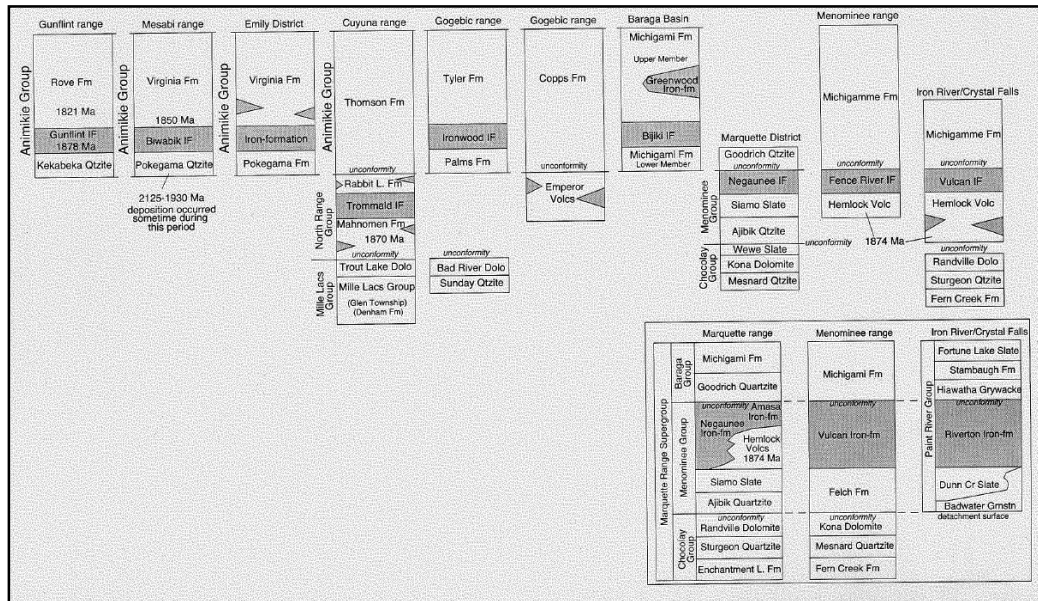 Gunflint range
Animikie Group
Rove Fm
1821 Ma
Gunflint IF
1878 Ma
Kekabeka Qtzite
Mesabi range
Animikie Group
Virginia Fm
1850 Ma
Biwabik IF
Pokegama Qtzite
2125-1930 Ma
deposition occurred
sometime during
this period
Emily District
Animikie Group
Virginia Fm
Iron-formation
Pokegama Fm
Cuyuna range
Animikie Group
Thomson Fm
unconformity
North Range
Group
Rabbit L. Fm
Trommald IF
Mahnomen Fm
1870 Ma
unconformity
Mille Lacs
Group
Trout Lake Dolo
Mille Lacs Group
(Glen Township)
(Denham Fm)
Gogebic range
Tyler Fm
Ironwood IF
Palms Fm
unconformity
Bad River Dolo
Sunday Qtzite
Gogebic range
Copps Fm
unconformity
Emperor
Volcs
Baraga Basin
Michigami Fm
Upper Member
Greenwood
Iron-fm
Bijiki IF
Michigami Fm
Lower Member
Marquette District
Goodrich Qtzite
unconformity
Menominee
Group
Negaunee IF
Siamo Slate
Ajibik Qtzite
Chocolay
Group
Wewe Slate
unconformity
Kona Dolomite
Mesnard Qtzite
Menominee range
Michigamme Fm
Fence River IF
Hemlock Volc
1874 Ma
Iron River/Crystal Falls
Michigamme Fm
Vulcan IF
Hemlock Volc
unconformity
Randville Dolo
Sturgeon Qtzite
Fern Creek Fm
Marquette range
Marquette Range Supergroup
Baraga
Group
Michigami Fm
Goodrich Quartzite
unconformity
Menominee Group
Amasa
Iron-fm
Negaunee
Iron-fm
Hemlock
Volcs
1874 Ma
Siamo Slate
Ajibik Quartzite
unconformity
Chocolay
Group
Randville Dolomite
Sturgeon Quartzite
Enchantment L. Fm
Menominee range
Michigami Fm
unconformity
Vulcan Iron-fm
Felch Fm
unconformity
Kona Dolomite
Mesnard Quartzite
Fern Creek Fm
Iron River/Crystal Falls
Paint River Group
Fortune Lake Slate
Stambaugh Fm
Hiawatha Grywacke
unconformity
Riverton Iron-fm
Dunn Cr Slate
Badwater Grnstn
detachment surface